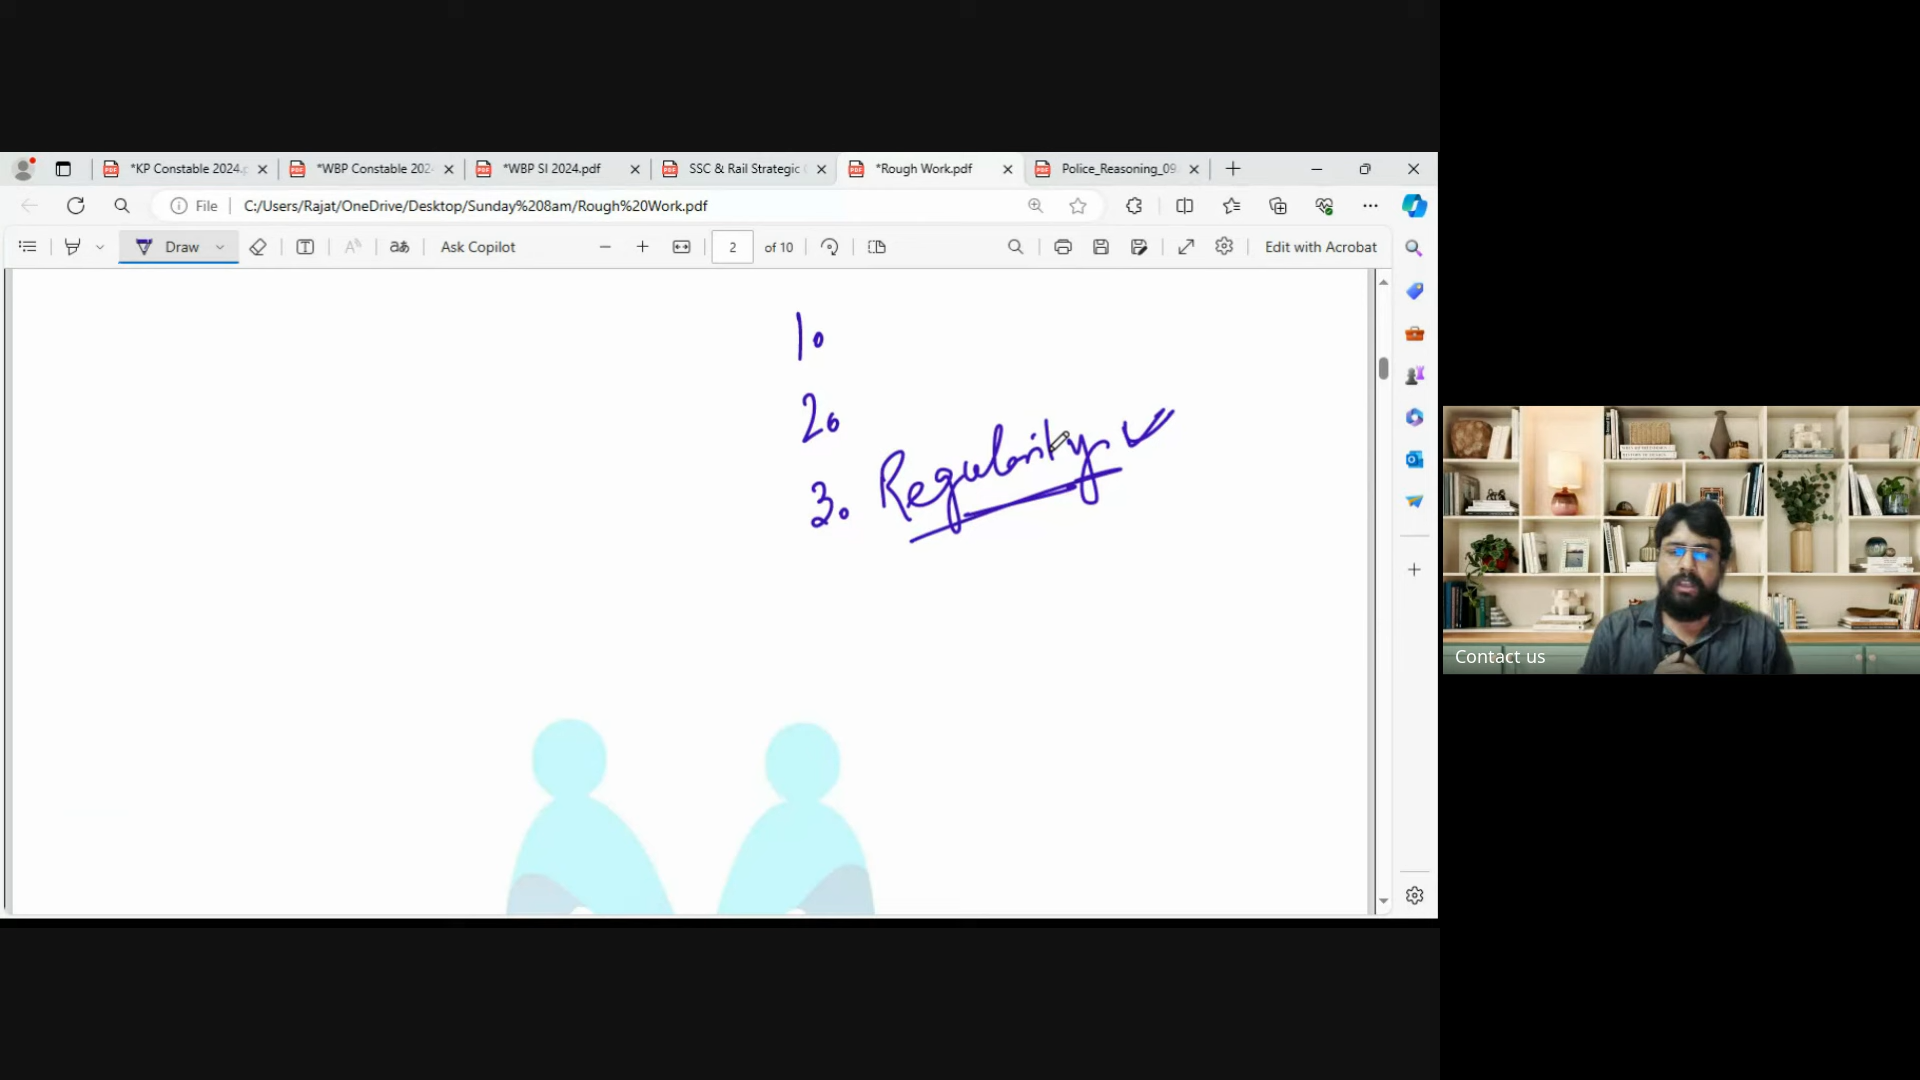 *KP Constable 2024.p
*WBP Constable 202
*WBP SI 2024.pdf
SSC & Rail Strategic
*Rough Work.pdf
Police_Reasoning_09
File
C:/Users/Rajat/OneDrive/Desktop/Sunday%208am/Rough%20Work.pdf
Draw
Ask Copilot
2
of 10
Edit with Acrobat
1.
2.
3. Regularity
Contact us